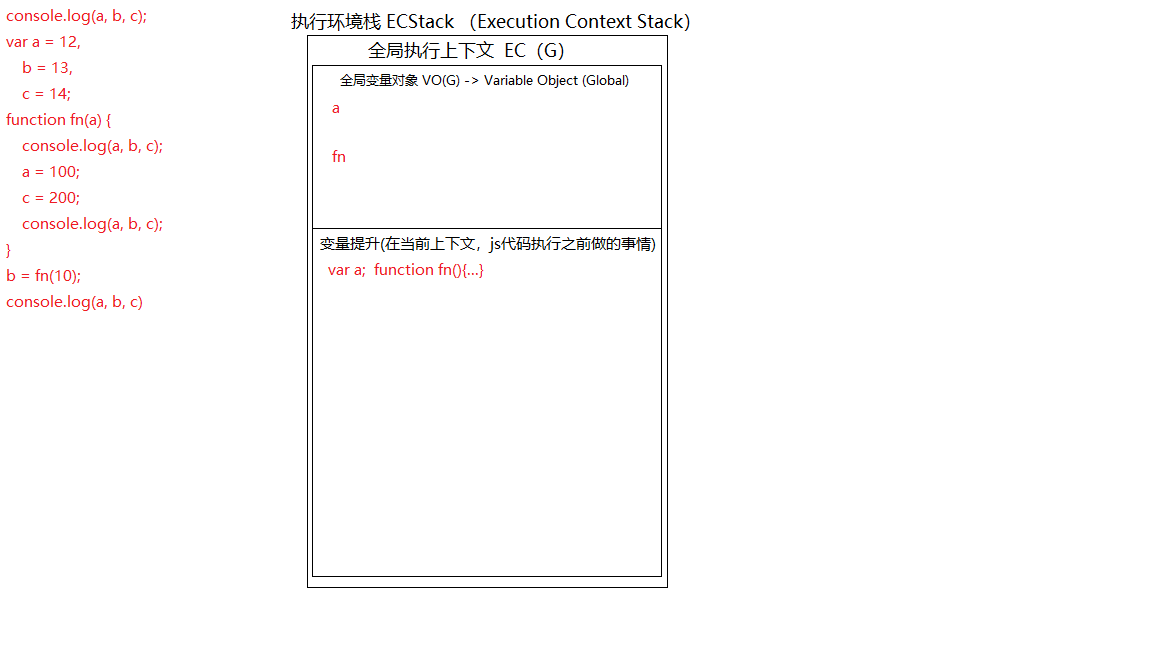 console.log(a, b, c);
var a = 12,
b = 13,
c = 14;
function fn(a) {
console.log(a, b, c);
a = 100;
c = 200;
console.log(a, b, c);
}
b = fn(10);
console.log(a, b, c)
执行环境栈 ECStack （Execution Context Stack）
全局执行上下文 EC（G）
全局变量对象 VO(G) -> Variable Object (Global)
a
fn
变量提升(在当前上下文，js代码执行之前做的事情)
var a; function fn(){...}